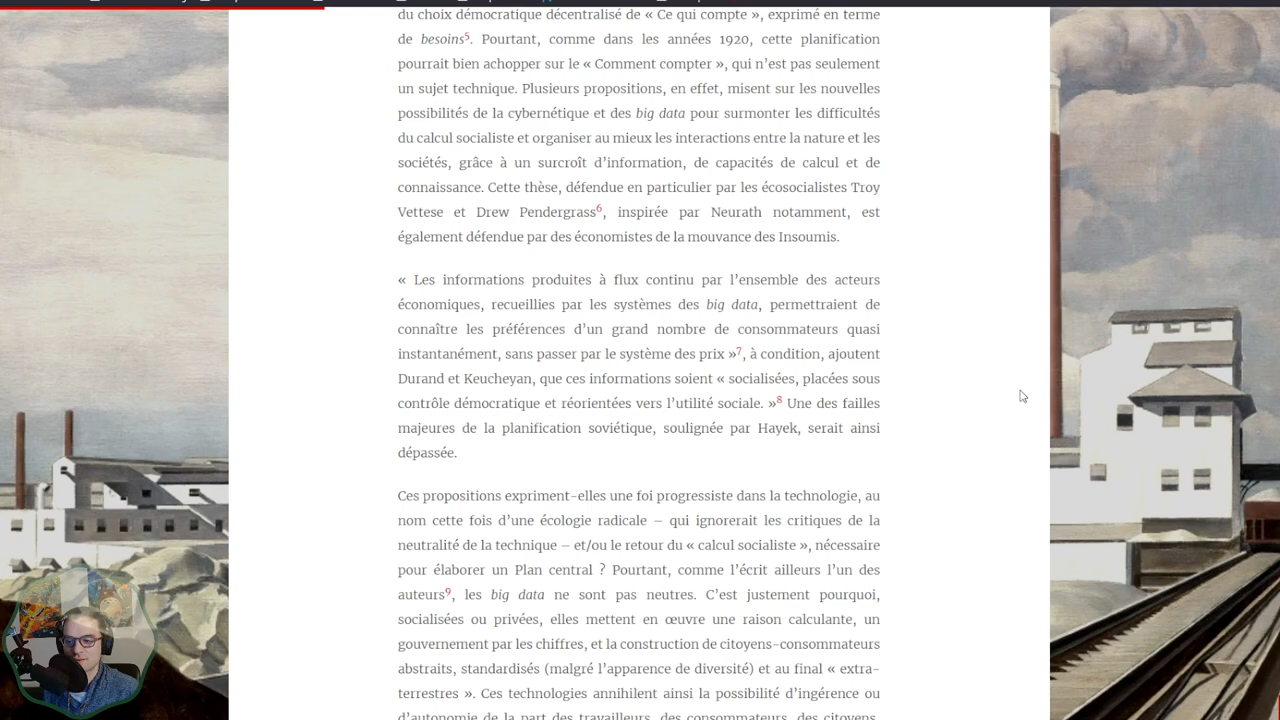 du choix démocratique décentralisé de « Ce qui compte », exprimé en terme
de besoins5. Pourtant, comme dans les années 1920, cette planification
pourrait bien achopper sur le « Comment compter », qui n’est pas seulement
un sujet technique. Plusieurs propositions, en effet, misent sur les nouvelles
possibilités de la cybernétique et des big data pour surmonter les difficultés
du calcul socialiste et organiser au mieux les interactions entre la nature et les
sociétés, grâce à un surcroît d’information, de capacités de calcul et de
connaissance. Cette thèse, défendue en particulier par les écosocialistes Troy
Vettese et Drew Pendergrass6, inspirée par Neurath notamment, est
également défendue par des économistes de la mouvance des Insoumis.
« Les informations produites à flux continu par l’ensemble des acteurs
économiques, recueillies par les systèmes des big data, permettraient de
connaître les préférences d’un grand nombre de consommateurs quasi
instantanément, sans passer par le système des prix »7, à condition, ajoutent
Durand et Keucheyan, que ces informations soient « socialisées, placées sous
contrôle démocratique et réorientées vers l’utilité sociale. »8 Une des failles
majeures de la planification soviétique, soulignée par Hayek, serait ainsi
dépassée.
Ces propositions expriment-elles une foi progressiste dans la technologie, au
nom cette fois d’une écologie radicale – qui ignorerait les critiques de la
neutralité de la technique – et/ou le retour du « calcul socialiste », nécessaire
pour élaborer un Plan central ? Pourtant, comme l’écrit ailleurs l’un des
auteurs9, les big data ne sont pas neutres. C’est justement pourquoi,
socialisées ou privées, elles mettent en œuvre une raison calculante, un
gouvernement par les chiffres, et la construction de citoyens-consommateurs
abstraits, standardisés (malgré l’apparence de diversité) et au final « extra-
terrestres ». Ces technologies annihilent ainsi la possibilité d’ingérence ou
d’autonomie de la part des travailleurs, des consommateurs, des citoyens,